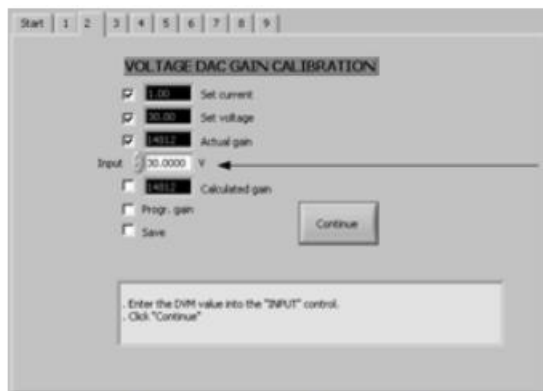 Start 1 2 3 4 5 6 7 8 9
VOLTAGE DAC GAIN CALIBRATION
1.00 Set current
30.00 Set voltage
14812 Actual gain
Input 30.0000 V
14812 Calculated gain
Progr. gain
Save
Continue
. Enter the DVM value into the "INPUT" control.
. Click "Continue"